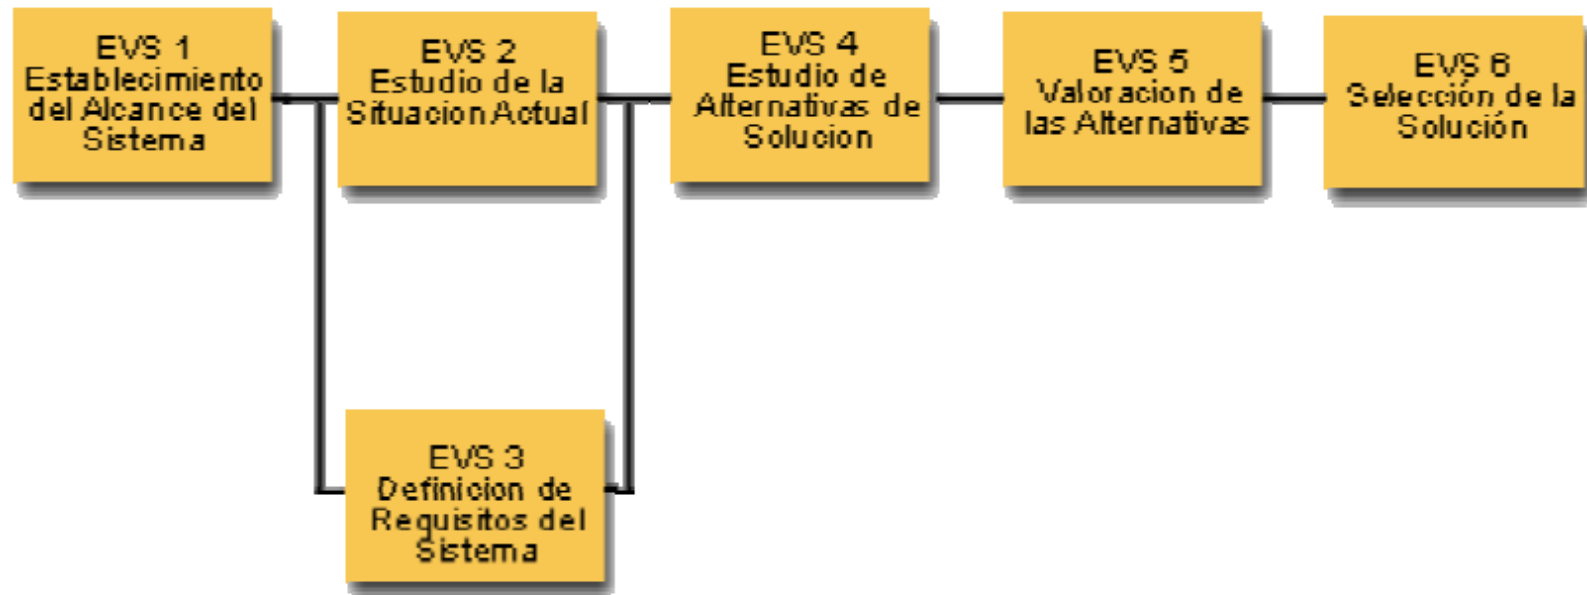 EVS 1
Establecimiento
del Alcance del
Sistema
EVS 2
Estudio de la
Situacion Actual
EVS 4
Estudio de
Alternativas de
Solucion
EVS 5
Valoracion de
las Alternativas
EVS 6
Selección de la
Solución
EVS 3
Definicion de
Requisitos del
Sistema